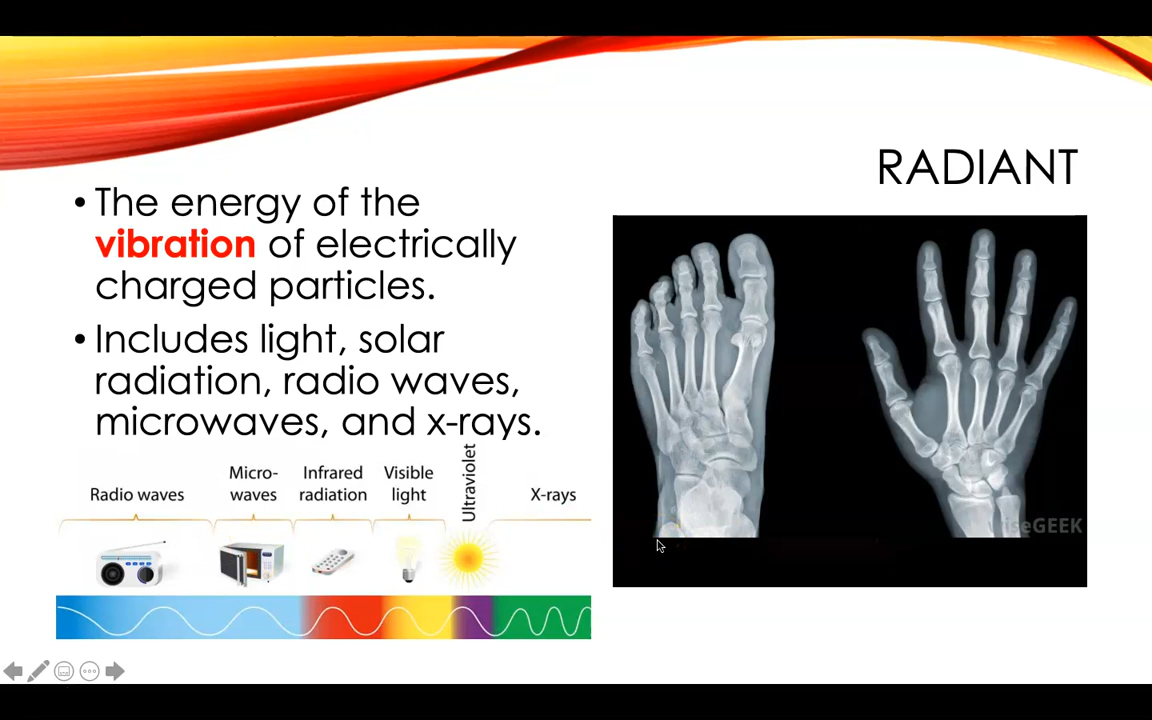 RADIANT
• The energy of the
vibration of electrically
charged particles.
• Includes light, solar
radiation, radio waves,
microwaves, and x-rays.
Radio waves
Micro-
waves
Infrared
radiation
Visible
light
Ultraviolet
X-rays
wiseGEEK